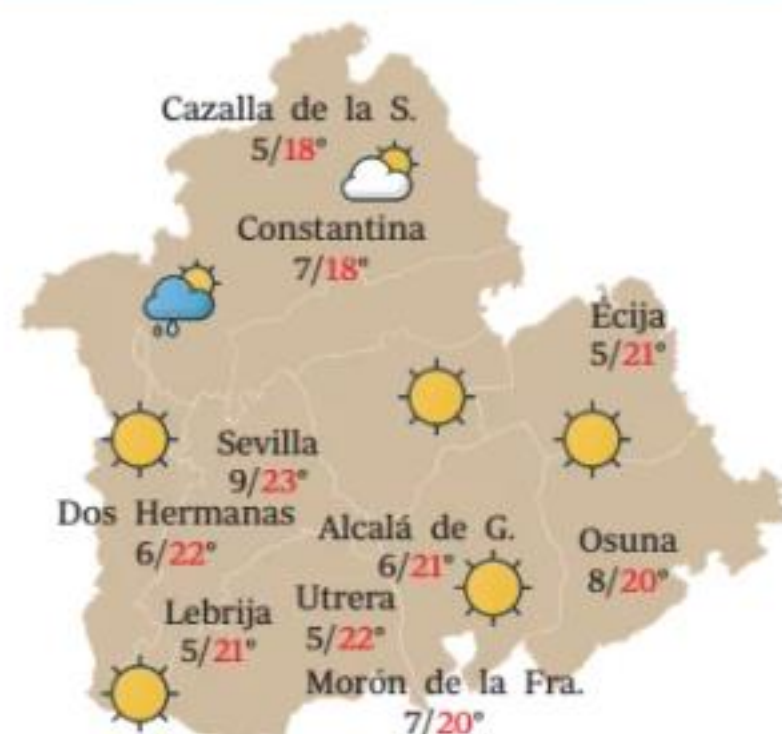 Cazalla de la S.
5/18°
Constantina
7/18°
Écija
5/21°
Sevilla
9/23°
Dos Hermanas
6/22°
Alcalá de G.
6/21°
Osuna
8/20°
Lebrija
5/21°
Utrera
5/22°
Morón de la Fra.
7/20°